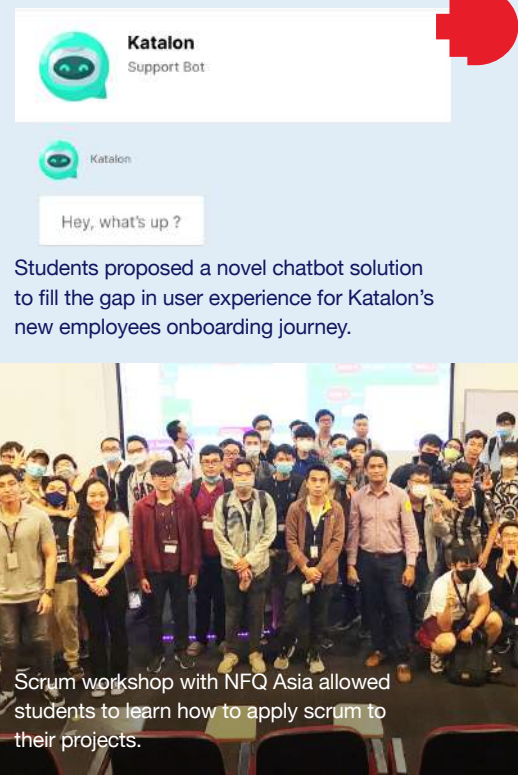 Katalon
Support Bot
Katalon
Hey, what's up ?
Students proposed a novel chatbot solution
to fill the gap in user experience for Katalon's
new employees onboarding journey.
Scrum workshop with NFQ Asia allowed
students to learn how to apply scrum to
their projects.